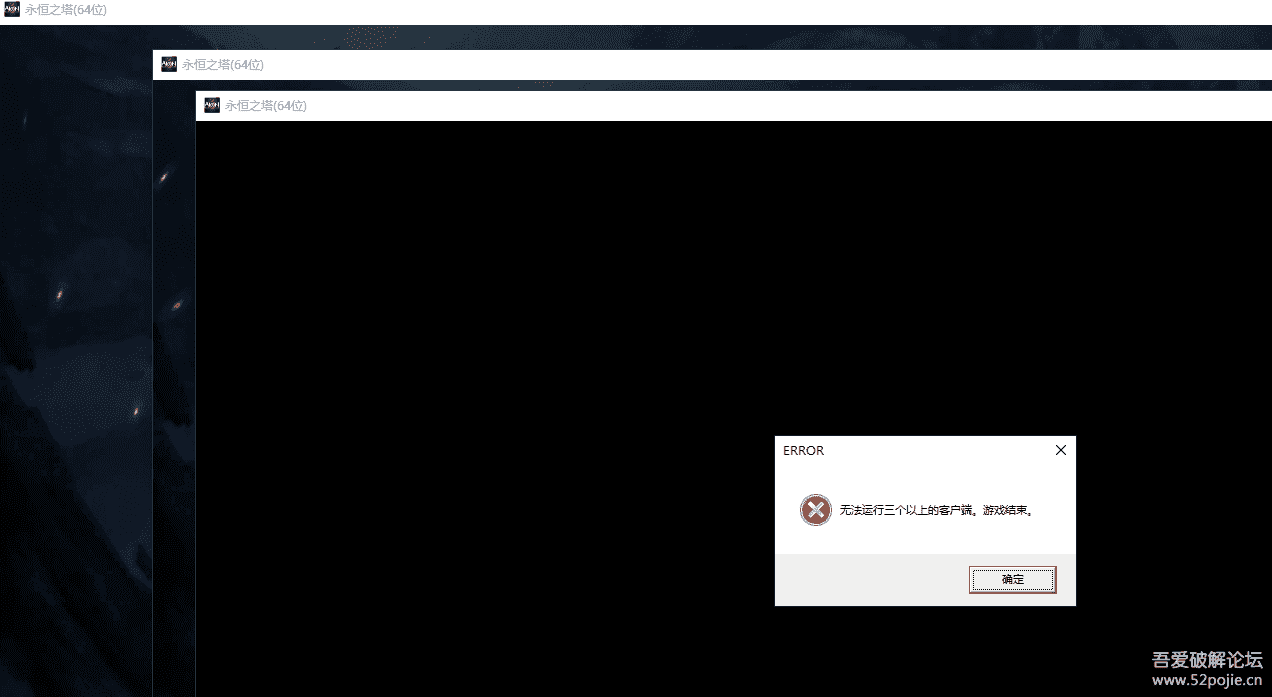 永恒之塔(64位)
永恒之塔(64位)
永恒之塔(64位)
ERROR
无法运行三个以上的客户端。游戏结束。
确定
吾爱破解论坛
www.52pojie.cn